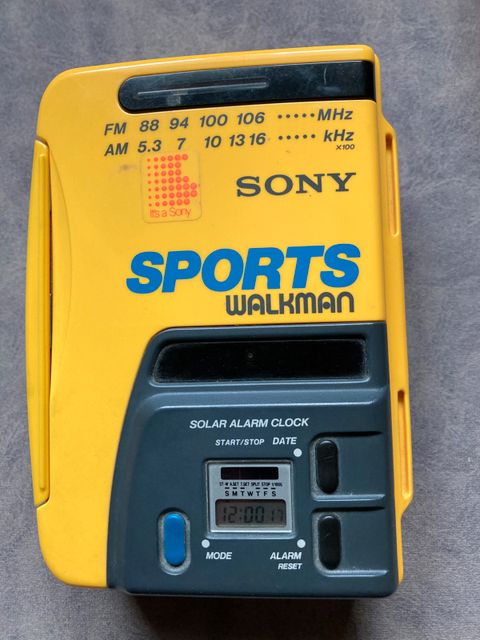 FM 88 94 100 106 ·····MHz
AM 5.3 7 10 13 16 ····· kHz
X100
It's a Sony
SONY
SPORTS
WALKMAN
SOLAR ALARM CLOCK
START/STOP DATE
S M T W T F S
12:00 17
MODE ALARM
RESET